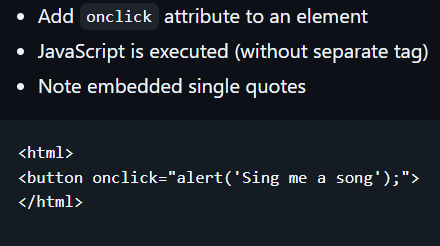 • Add onclick attribute to an element
• JavaScript is executed (without separate tag)
• Note embedded single quotes
<html>
<button onclick="alert('Sing me a song');">
</html>